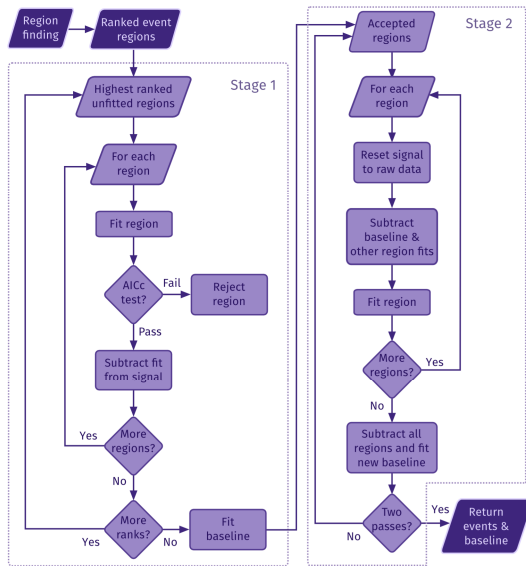 Region
finding
Ranked event
regions
Stage 1
Highest ranked
unfitted regions
For each
region
Fit region
AICc
test?
Fail
Reject
region
Pass
Subtract fit
from signal
More
regions?
Yes
No
More
ranks?
Yes
No
Fit
baseline
Stage 2
Accepted
regions
For each
region
Reset signal
to raw data
Subtract
baseline &
other region fits
Fit region
More
regions?
Yes
No
Subtract all
regions and fit
new baseline
Two
passes?
Yes
No
Return
events &
baseline